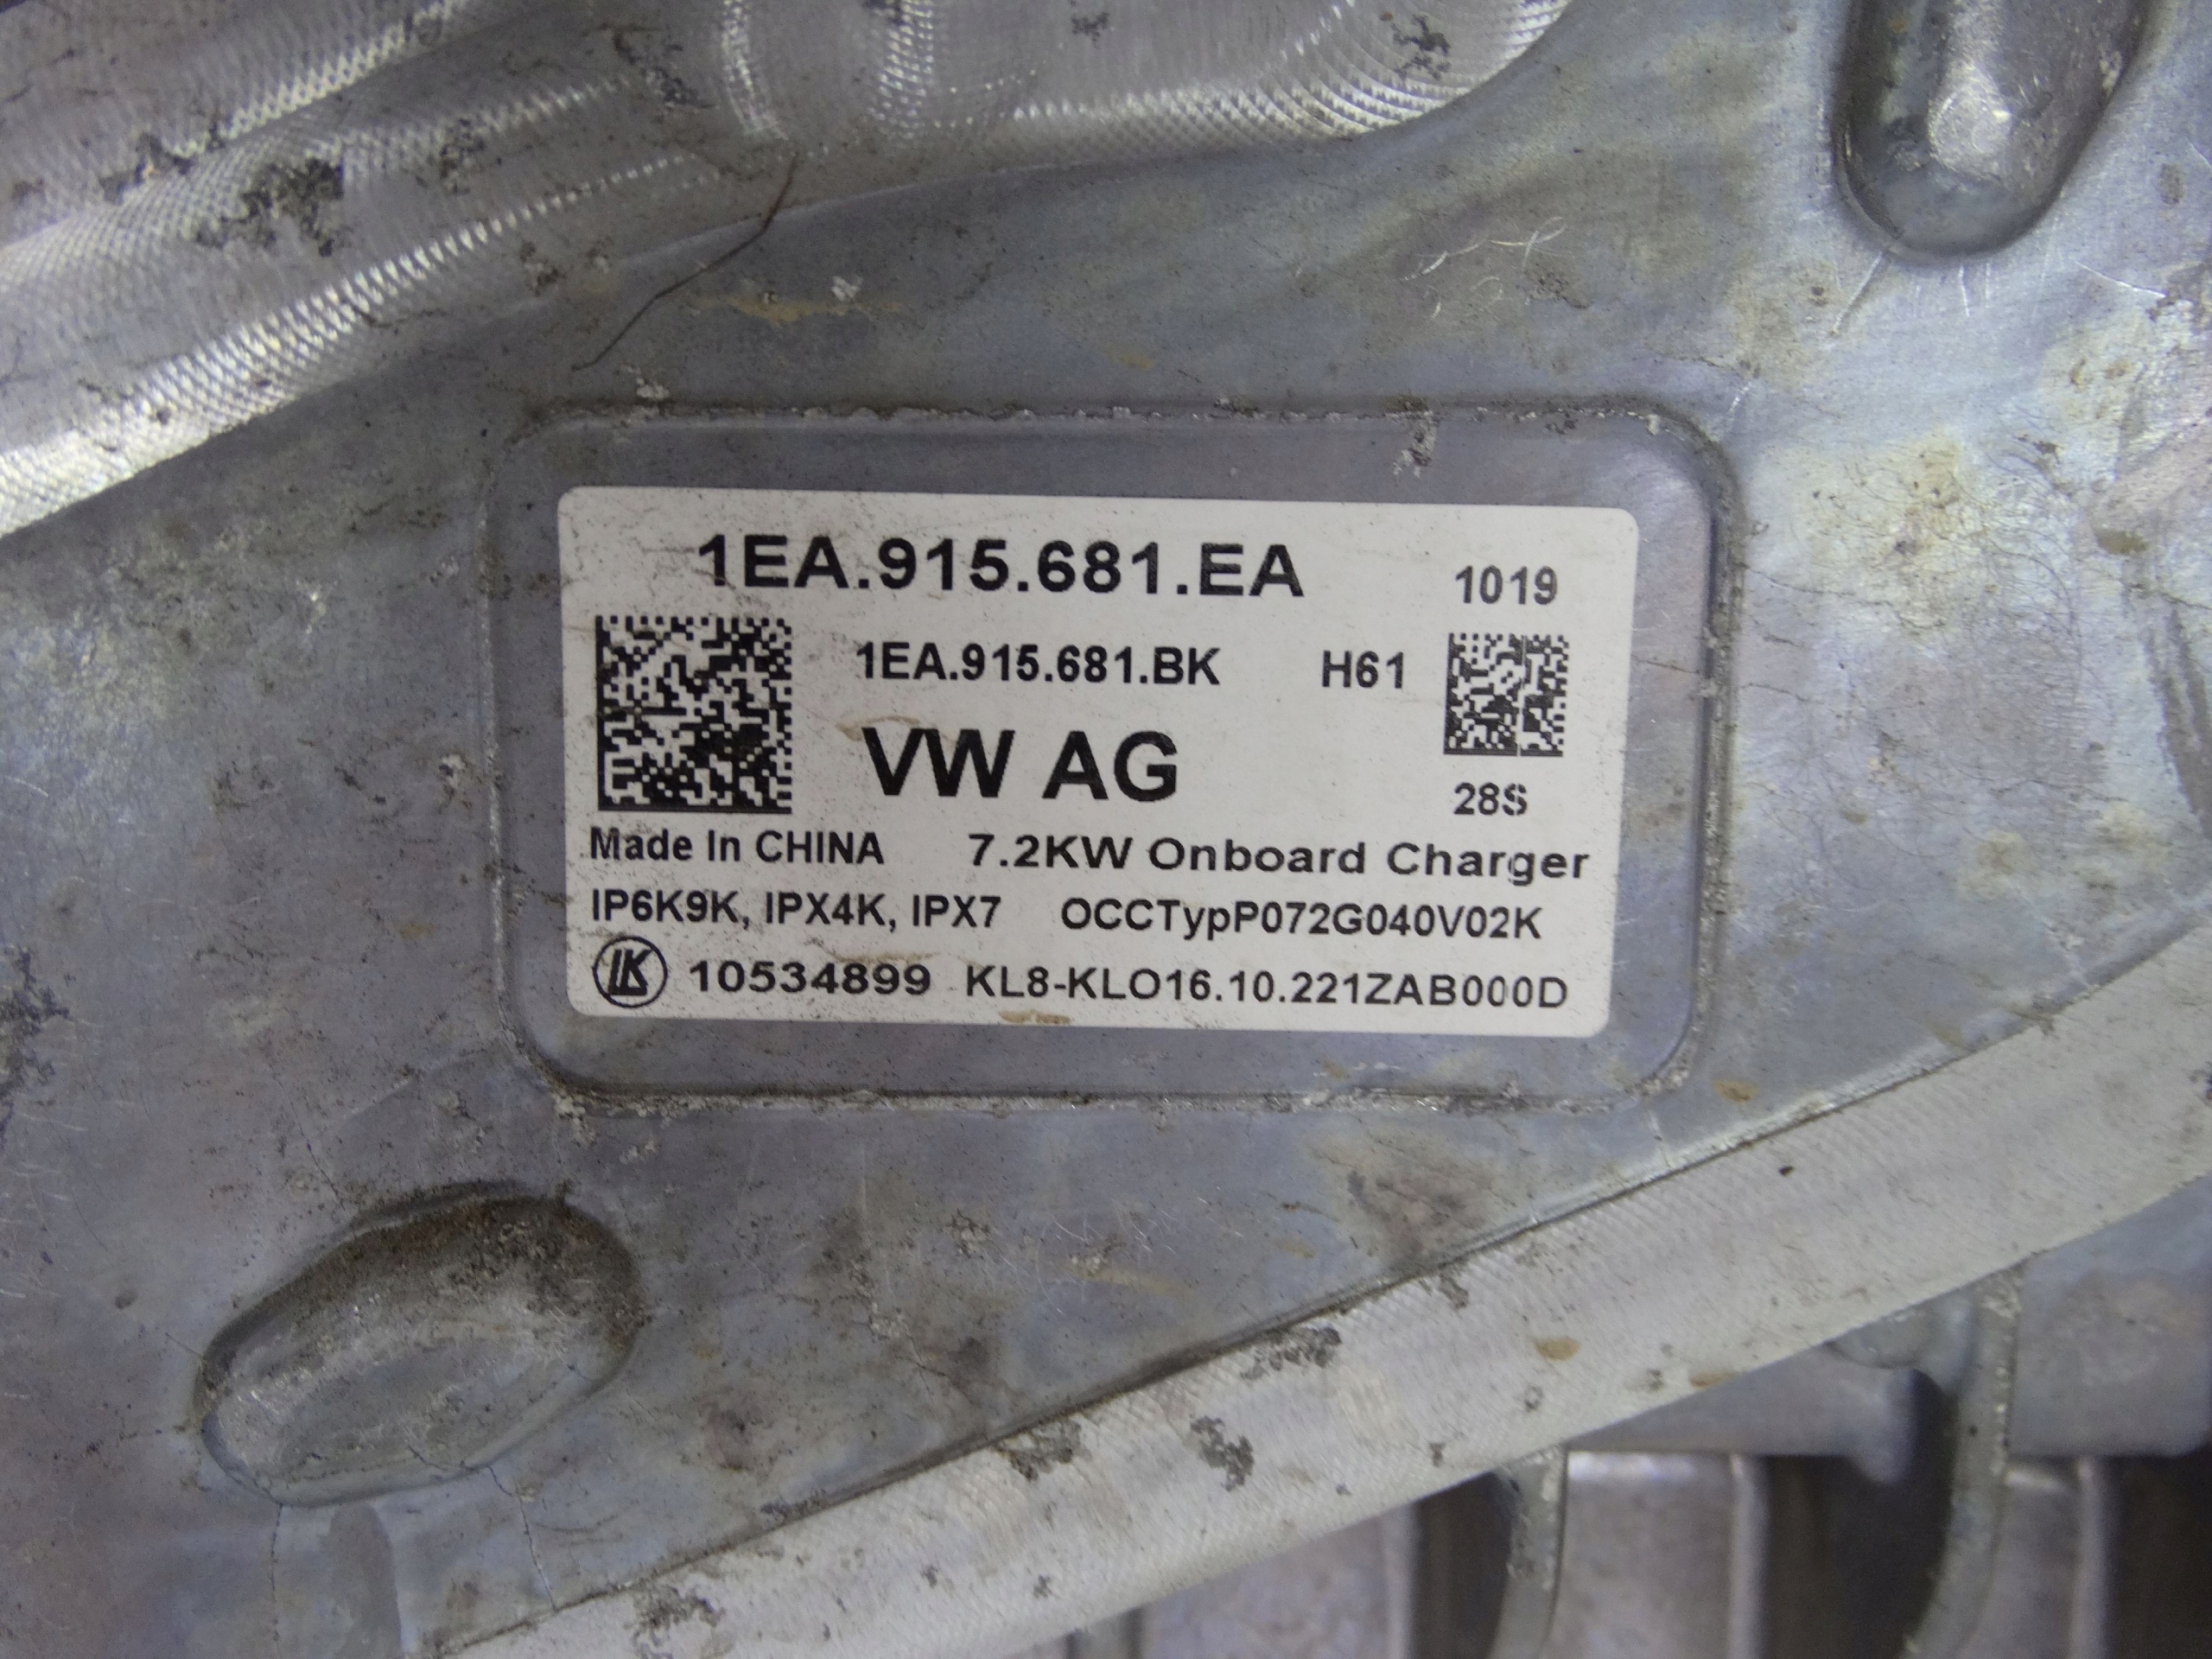 1EA.915.681.EA
1019
1EA.915.681.BK H61
VW AG
28S
Made In CHINA 7.2KW Onboard Charger
IP6K9K, IPX4K, IPX7 OCCTypP072G040V02K
LK 10534899 KL8-KLO16.10.221ZAB000D